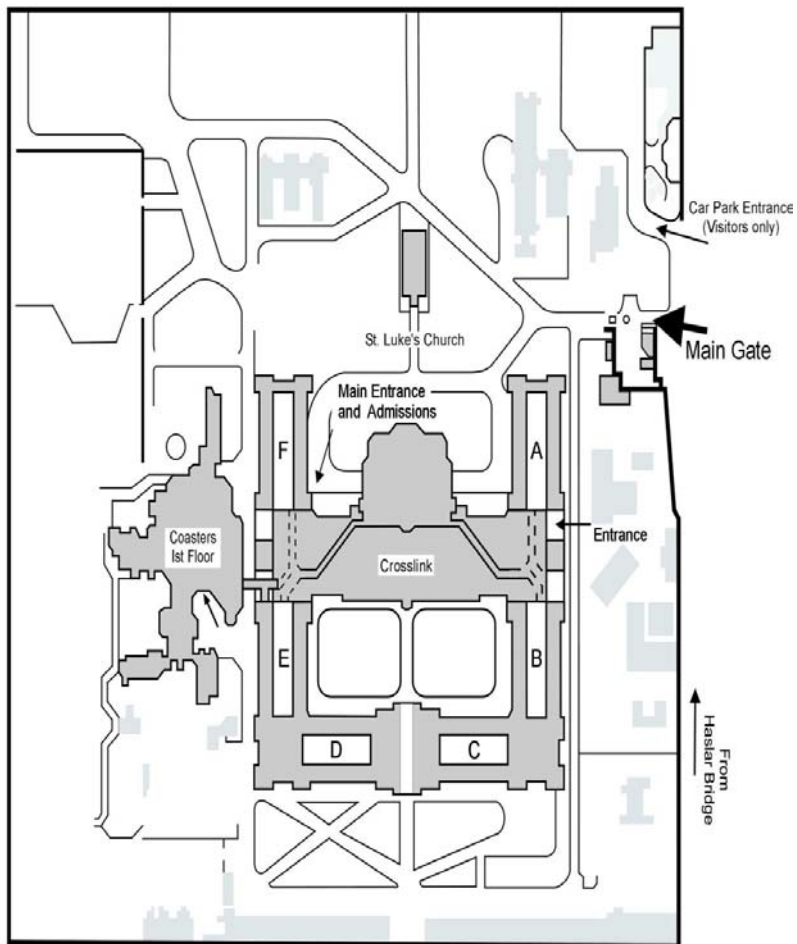 Car Park Entrance
(Visitors only)
Main Gate
St. Luke's Church
Main Entrance
and Admissions
F
A
Entrance
Coasters
Ist Floor
Crosslink
E
B
D
C
From
Haslar Bridge